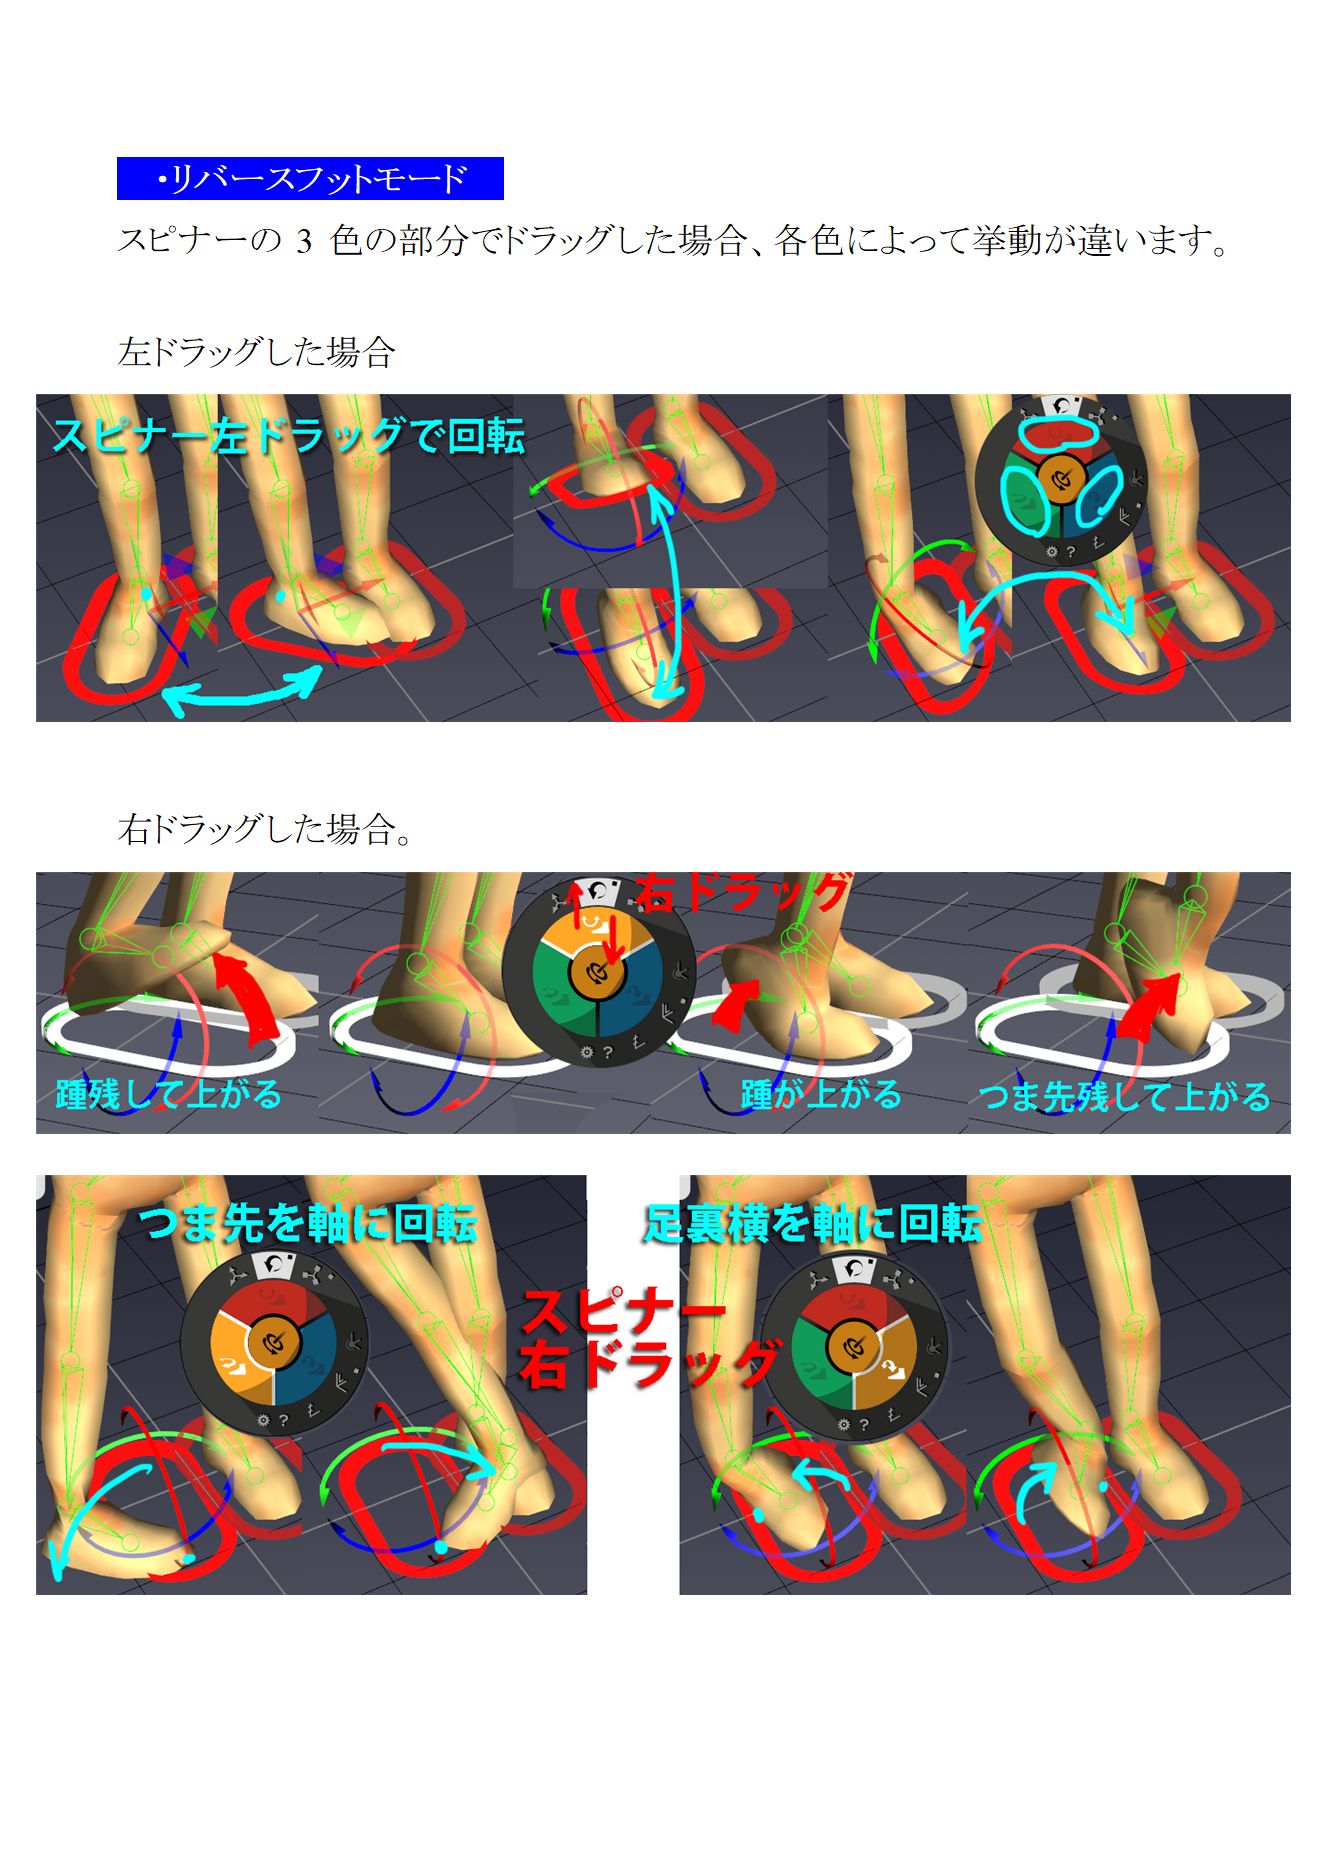 ・リバースフットモード
スピナーの 3 色の部分でドラッグした場合、各色によって挙動が違います。
左ドラッグした場合
スピナー左ドラッグで回転
?
右ドラッグした場合。
右ドラッグ
?
踵残して上がる
踵が上がる
つま先残して上がる
つま先を軸に回転
足裏横を軸に回転
スピナー
右ドラッグ
?
?